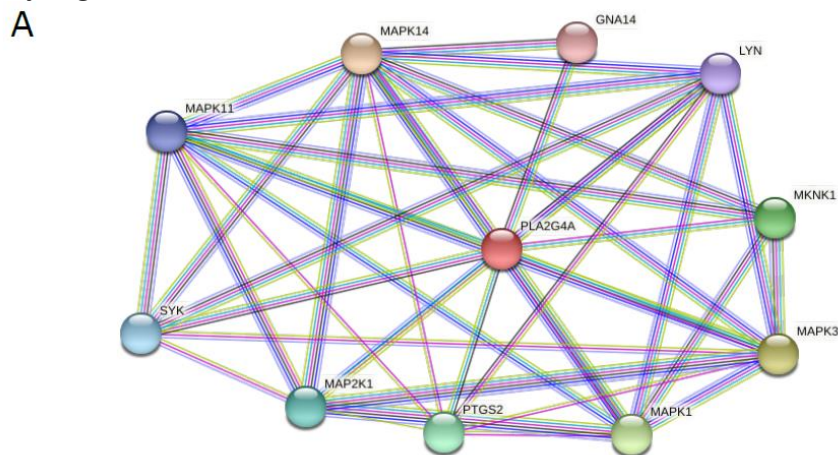 A
MAPK14
GNA14
LYN
MAPK11
MKNK1
PLA2G4A
SYK
MAPK3
MAP2K1
PTGS2
MAPK1